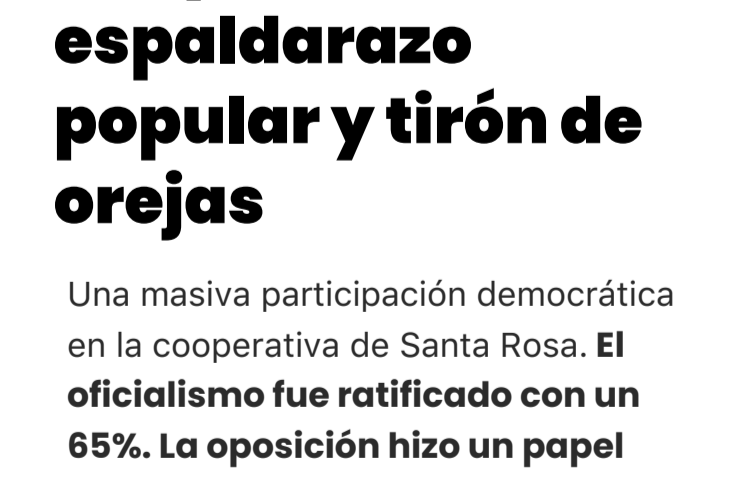 espaldarazo
popular y tirón de
orejas
Una masiva participación democrática
en la cooperativa de Santa Rosa. El
oficialismo fue ratificado con un
65%. La oposición hizo un papel